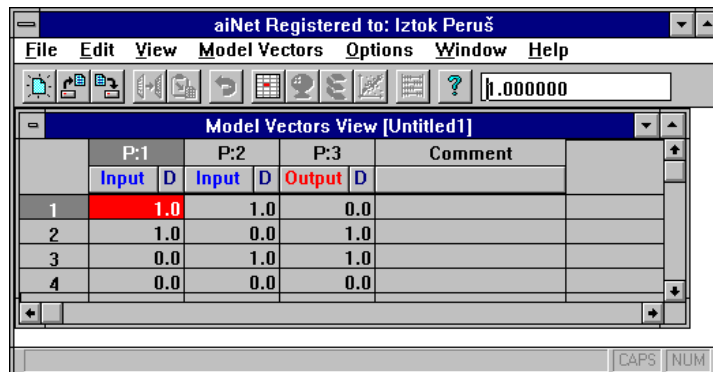 aiNet Registered to: Iztok Peruš
File Edit View Model Vectors Options Window Help
? 1.000000
Model Vectors View [Untitled1]
P:1 P:2 P:3 Comment
Input D Input D Output D
1 1.0 1.0 0.0
2 1.0 0.0 1.0
3 0.0 1.0 1.0
4 0.0 0.0 0.0
CAPS NUM